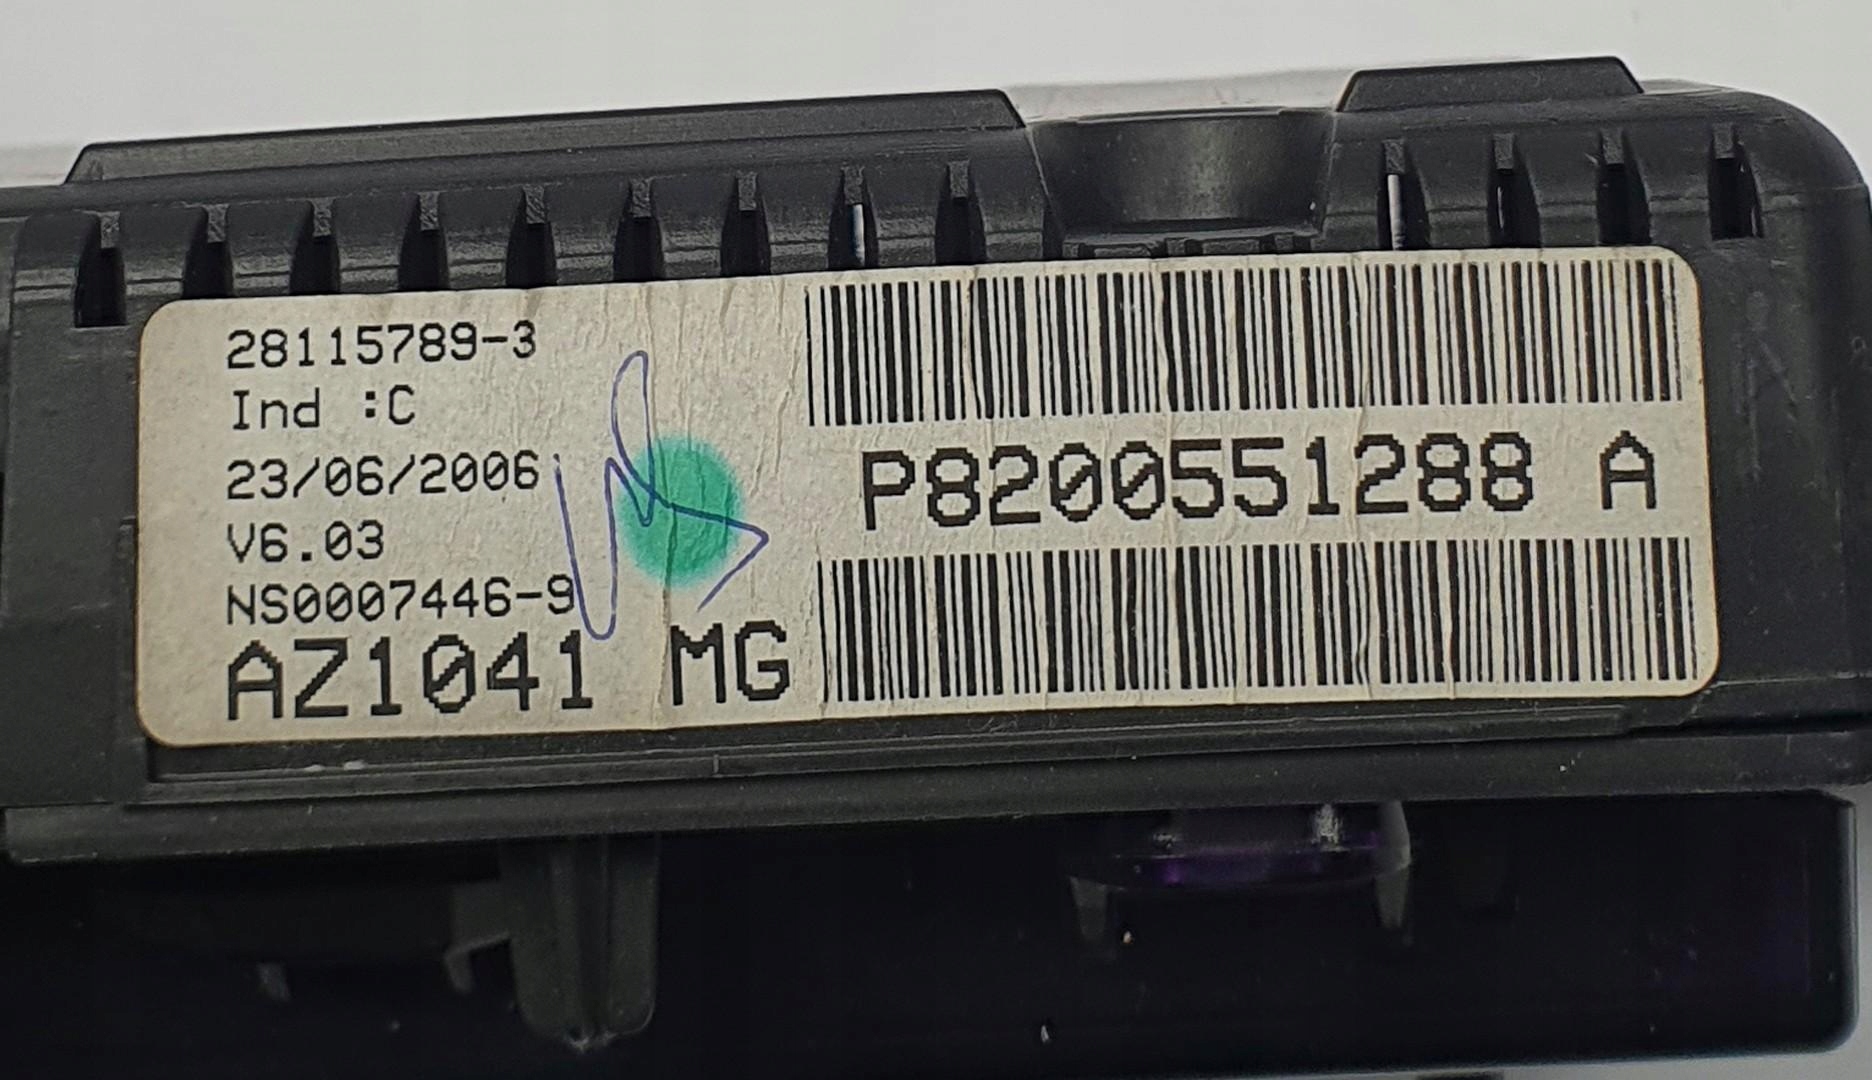 28115789-3
Ind :C
23/06/2006
V6.03
NS0007446-9
AZ1041 MG
P8200551288 A